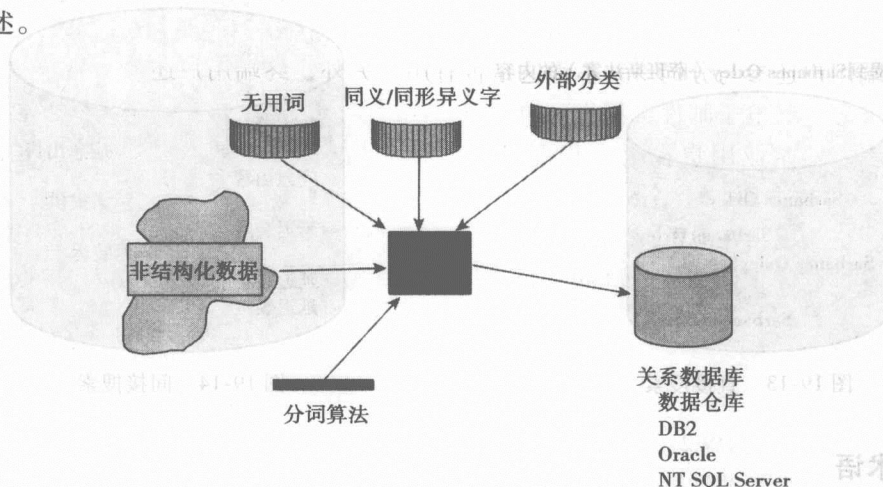 述。
无用词
同义/同形异义字
外部分类
非结构化数据
分词算法
关系数据库
数据仓库
DB2
Oracle
NT SQL Server